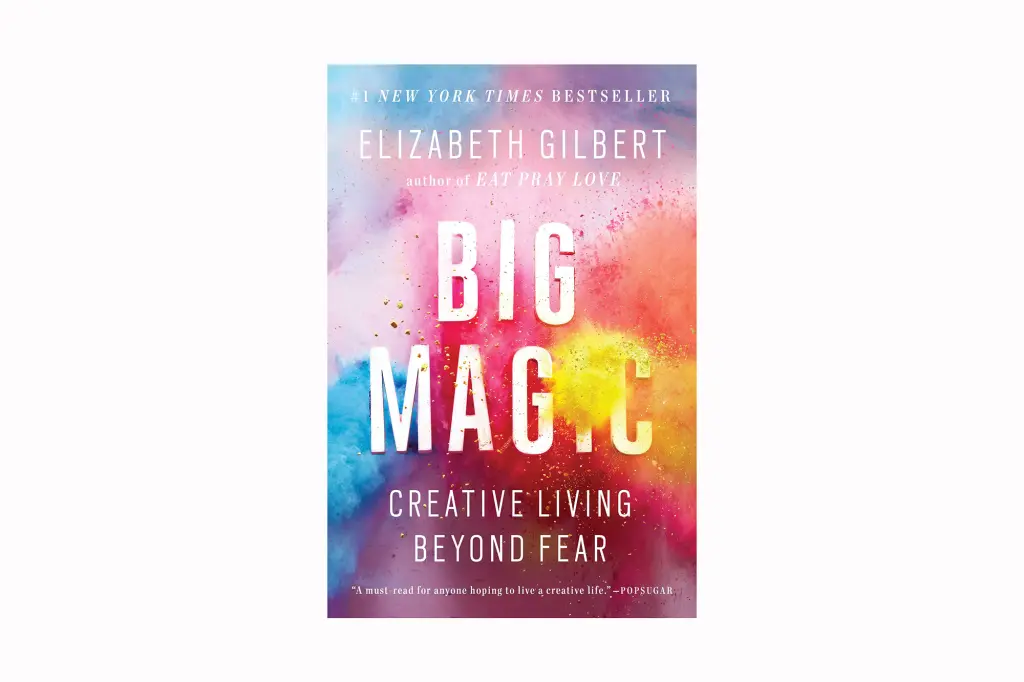 #1 NEW YORK TIMES BESTSELLER
ELIZABETH GILBERT
author of EAT PRAY LOVE
BIG
MAGIC
CREATIVE LIVING
BEYOND FEAR
“A must-read for anyone hoping to live a creative life.”—POPSUGAR